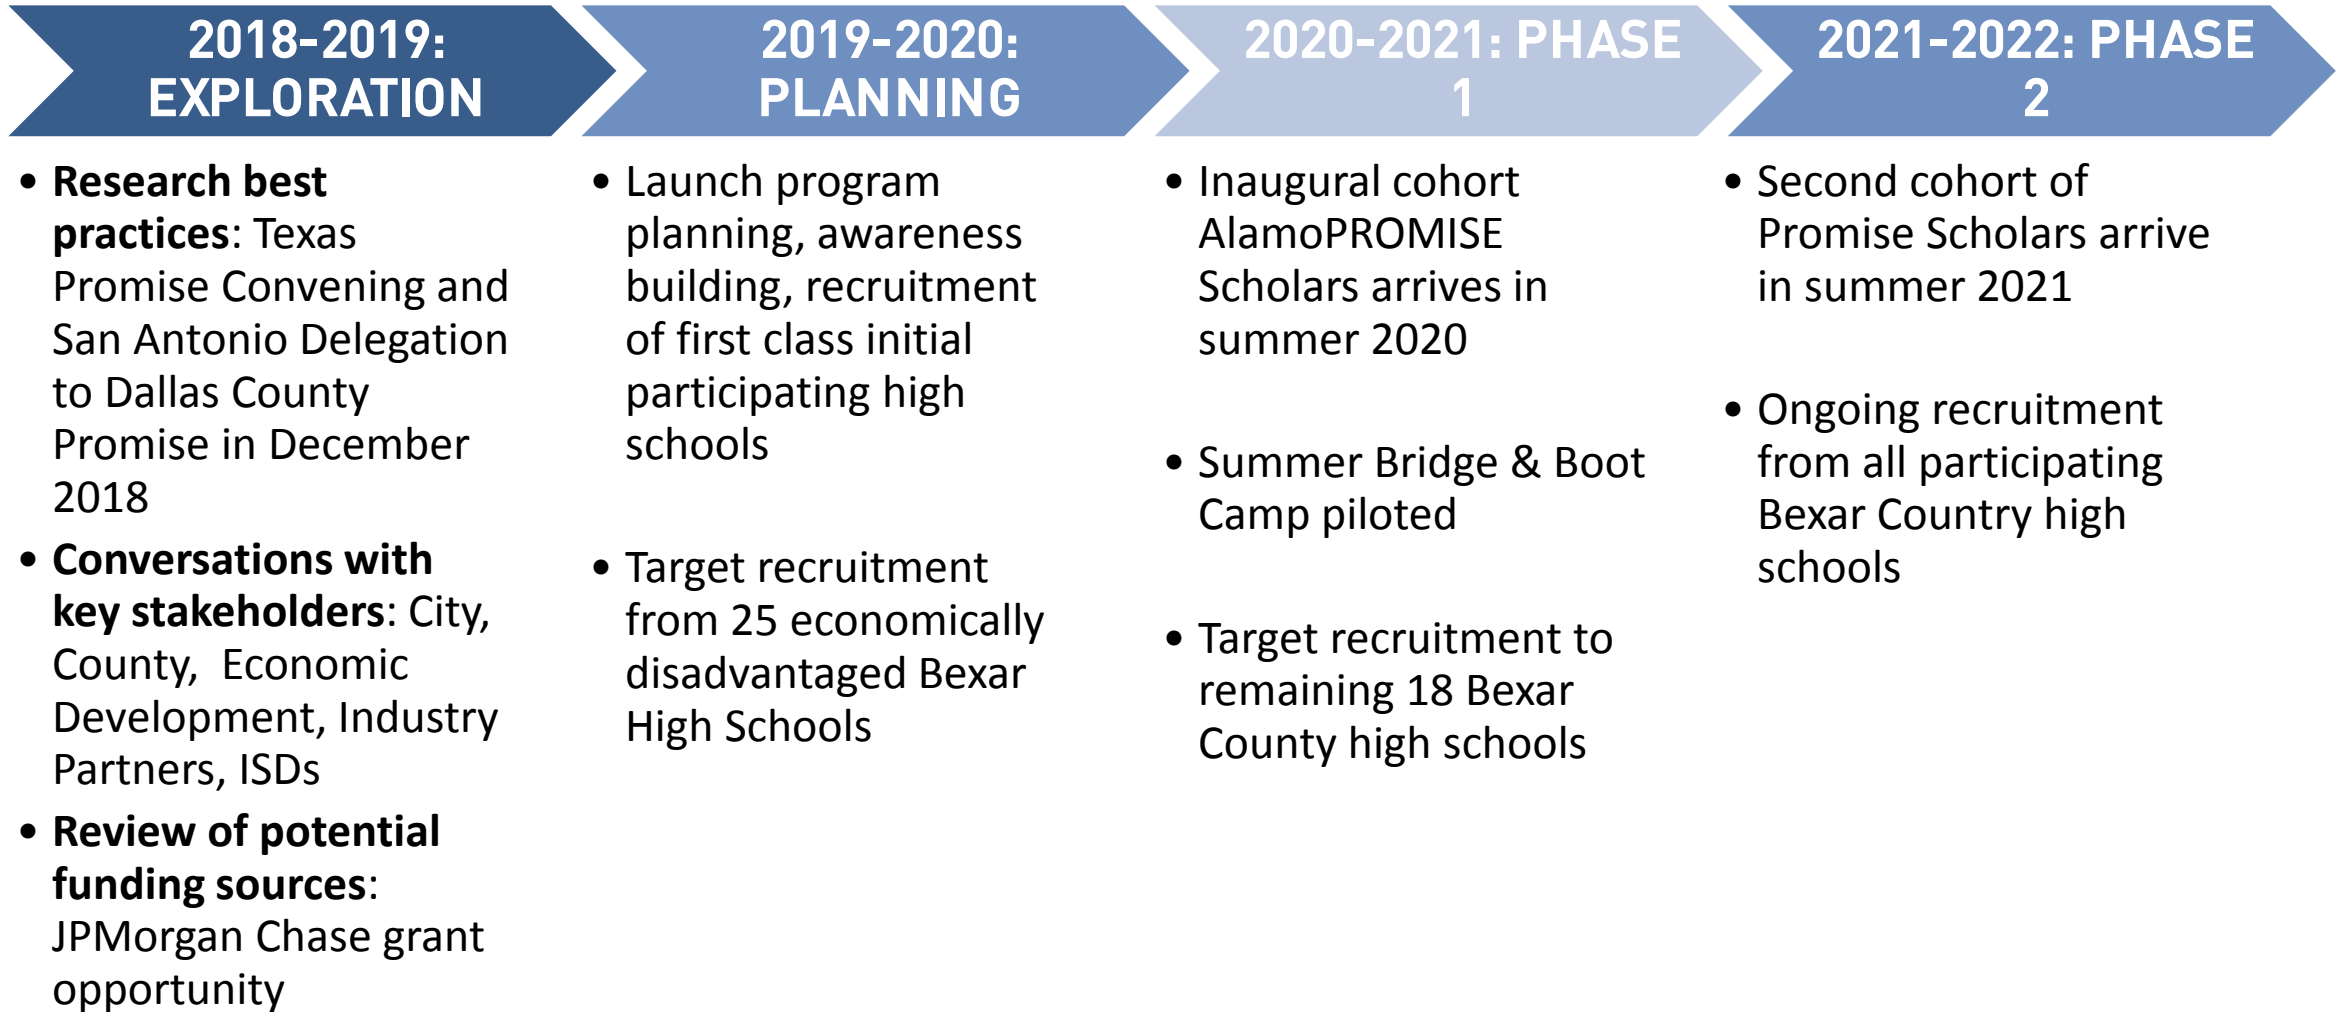 2018-2019:
EXPLORATION
• Research best
practices: Texas
Promise Convening and
San Antonio Delegation
to Dallas County
Promise in December
2018
• Conversations with
key stakeholders: City,
County,  Economic
Development, Industry
Partners, ISDs
• Review of potential
funding sources:
JPMorgan Chase grant
opportunity
2019-2020:
PLANNING
• Launch program
planning, awareness
building, recruitment
of first class initial
participating high
schools
• Target recruitment
from 25 economically
disadvantaged Bexar
High Schools
2020-2021: PHASE
1
• Inaugural cohort
AlamoPROMISE
Scholars arrives in
summer 2020
• Summer Bridge & Boot
Camp piloted
• Target recruitment to
remaining 18 Bexar
County high schools
2021-2022: PHASE
2
• Second cohort of
Promise Scholars arrive
in summer 2021
• Ongoing recruitment
from all participating
Bexar Country high
schools